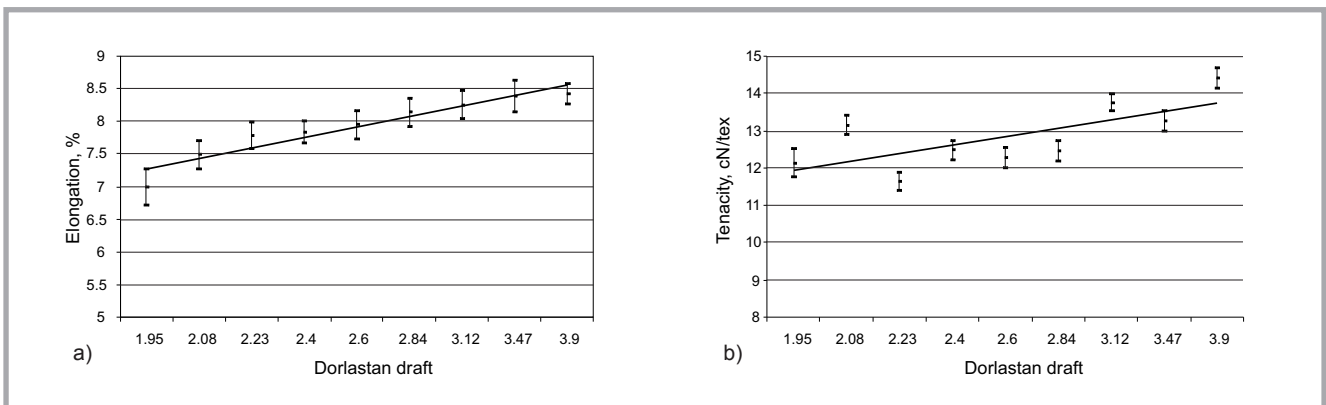 Elongation, %
9
8.5
8
7.5
7
6.5
6
5.5
5
1.95 2.08 2.23 2.4 2.6 2.84 3.12 3.47 3.9
a)
Dorlastan draft
Tenacity, cN/tex
15
14
13
12
11
10
9
8
1.95 2.08 2.23 2.4 2.6 2.84 3.12 3.47 3.9
b)
Dorlastan draft